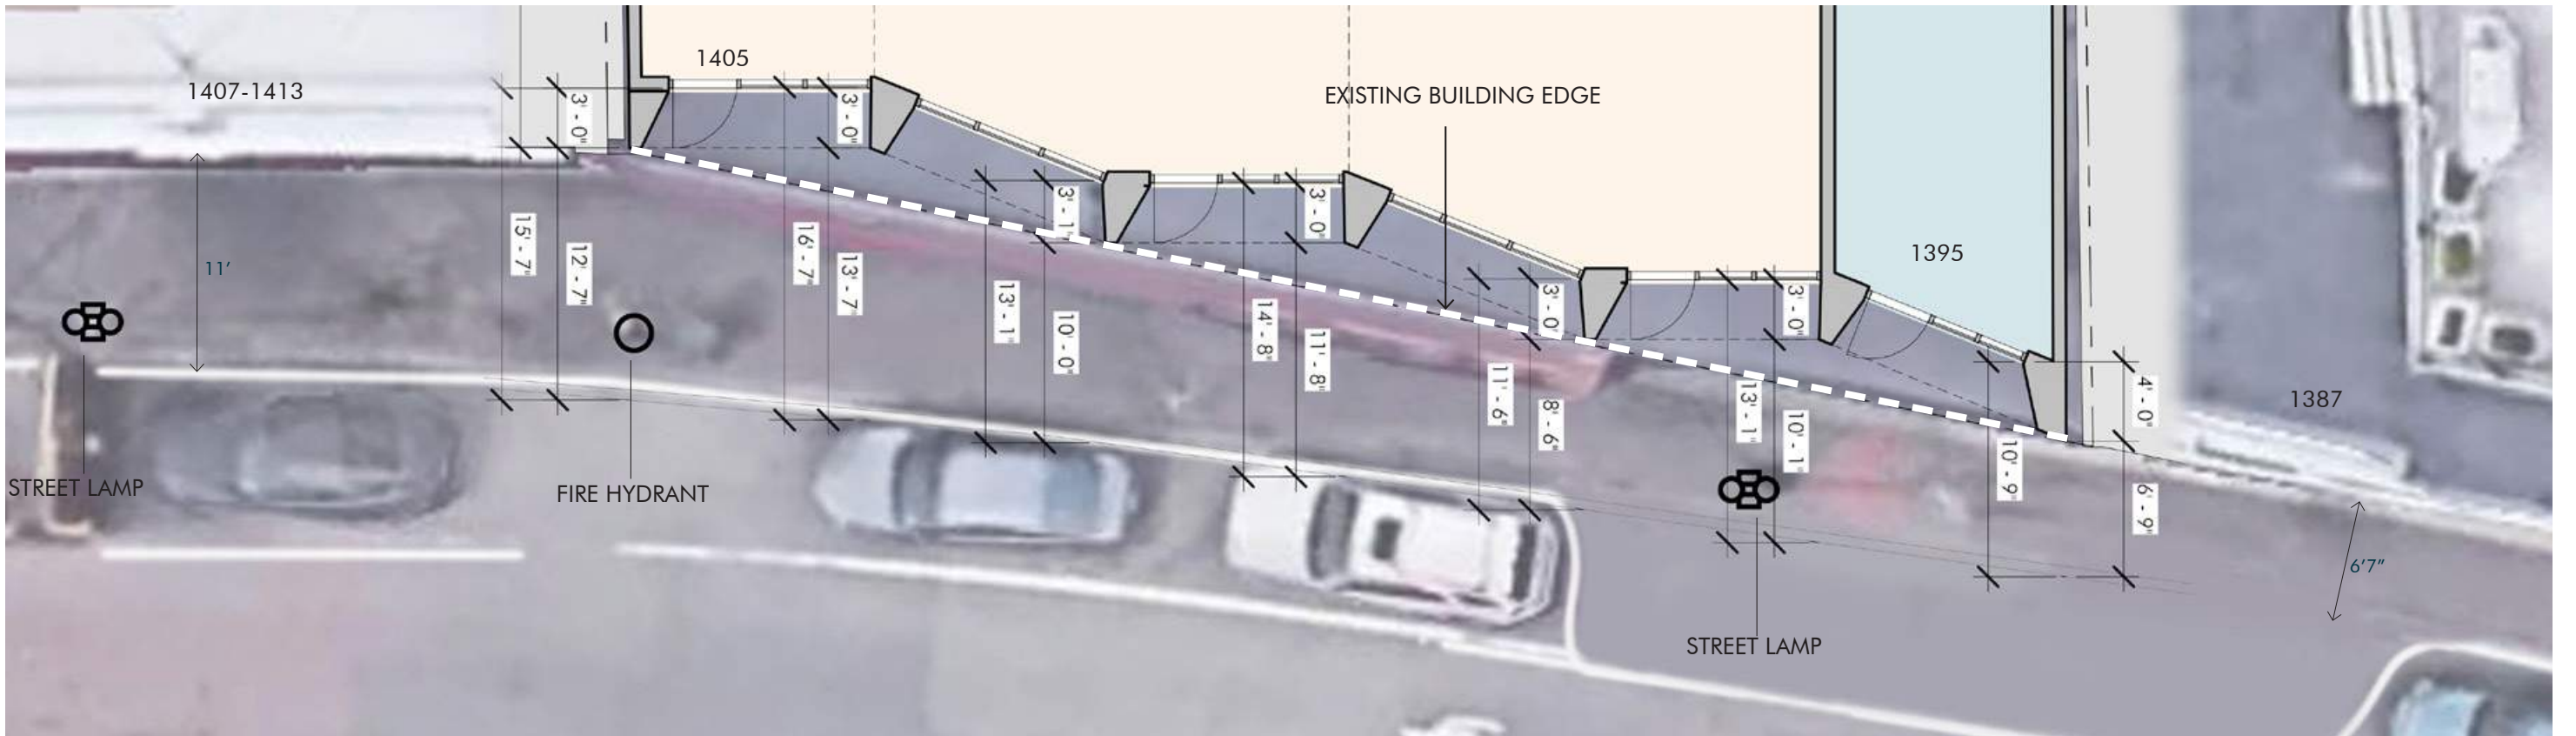 1405
1407-1413
EXISTING BUILDING EDGE
3' - 0"
3' - 0"
3' - 1"
3' - 0"
3' - 0"
3' - 0"
1395
11'
15' - 7"
12' - 7"
16' - 7"
13' - 7"
13' - 1"
10' - 0"
14' - 8"
11' - 8"
11' - 6"
8' - 6"
13' - 1"
10' - 1"
10' - 9"
4' - 0"
6' - 9"
1387
6'7"
STREET LAMP
FIRE HYDRANT
STREET LAMP